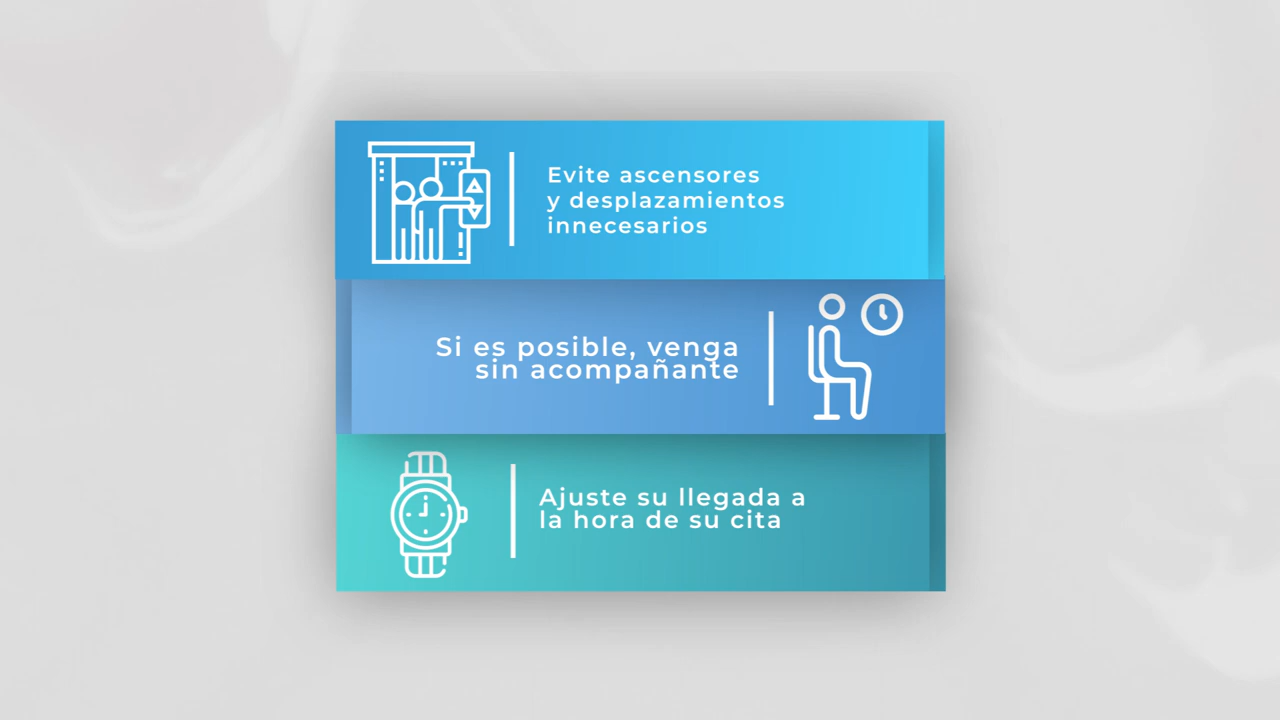 Evite ascensores
y desplazamientos
innecesarios
Si es posible, venga
sin acompañante
Ajuste su llegada a
la hora de su cita